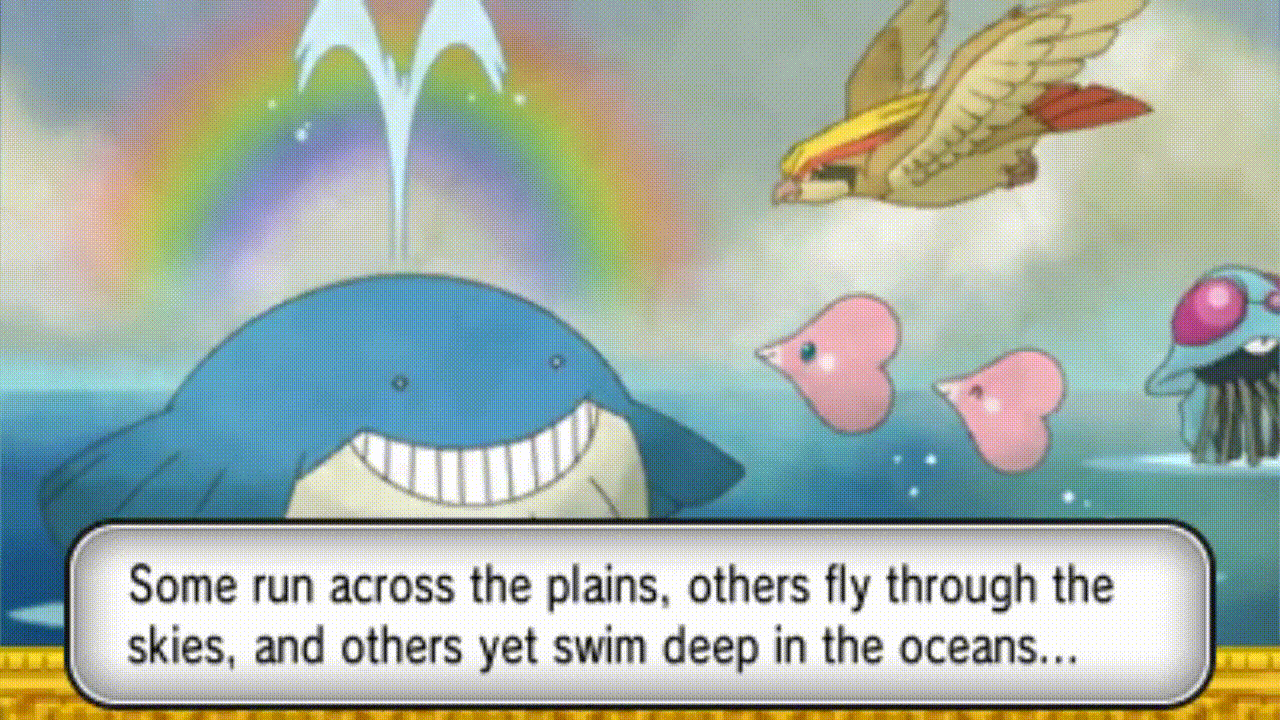 Some run across the plains, others fly through the
skies, and others yet swim deep in the oceans...